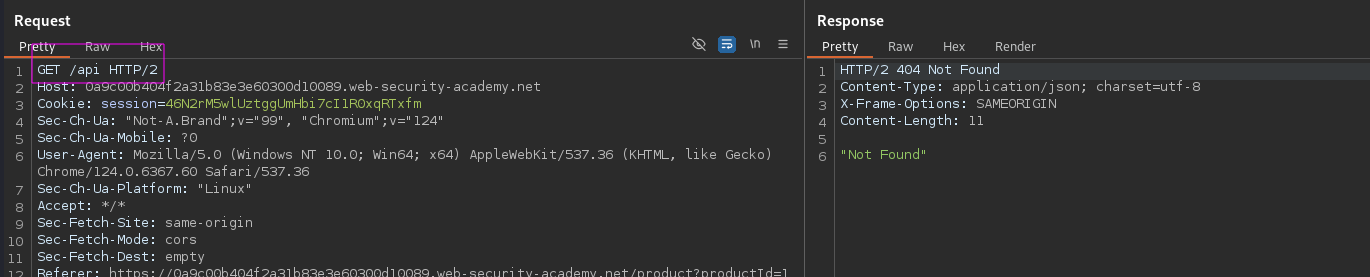 Request
Pretty Raw Hex
\n
1 GET /api HTTP/2
2 Host: 0a9c00b404f2a31b83e3e60300d10089.web-security-academy.net
3 Cookie: session=46N2rM5wlUztggUmHbi7cI1ROxqRTxfm
4 Sec-Ch-Ua: "Not-A.Brand";v="99", "Chromium";v="124"
5 Sec-Ch-Ua-Mobile: ?0
6 User-Agent: Mozilla/5.0 (Windows NT 10.0; Win64; x64) AppleWebKit/537.36 (KHTML, like Gecko)
Chrome/124.0.6367.60 Safari/537.36
7 Sec-Ch-Ua-Platform: "Linux"
8 Accept: */*
9 Sec-Fetch-Site: same-origin
10 Sec-Fetch-Mode: cors
11 Sec-Fetch-Dest: empty
12 Referer: https://0a9c00b404f2a31b83e3e60300d10089.web-security-academy.net/product?productId=1
Response
Pretty Raw Hex Render
1 HTTP/2 404 Not Found
2 Content-Type: application/json; charset=utf-8
3 X-Frame-Options: SAMEORIGIN
4 Content-Length: 11
5
6 "Not Found"